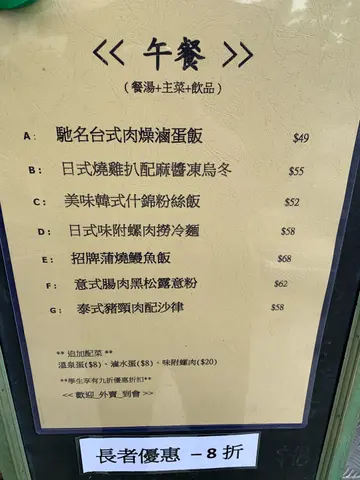 << 午餐 >>
(餐湯+主菜+飲品)
A: 馳名台式肉燥滷蛋飯 $49
B: 日式燒雞扒配麻醬凍烏冬 $55
C: 美味韓式什錦粉絲飯 $52
D: 日式味附螺肉撈冷麵 $58
E: 招牌蒲燒鰻魚飯 $68
F: 意式腸肉黑松露意粉 $62
G: 泰式豬頸肉配沙律 $58
** 追加配菜 **
溫泉蛋($8)、滷水蛋($8)、味附螺肉($20)
**學生享有九折優惠折扣**
<< 歡迎_外賣_到會 >>
長者優惠 -8 折